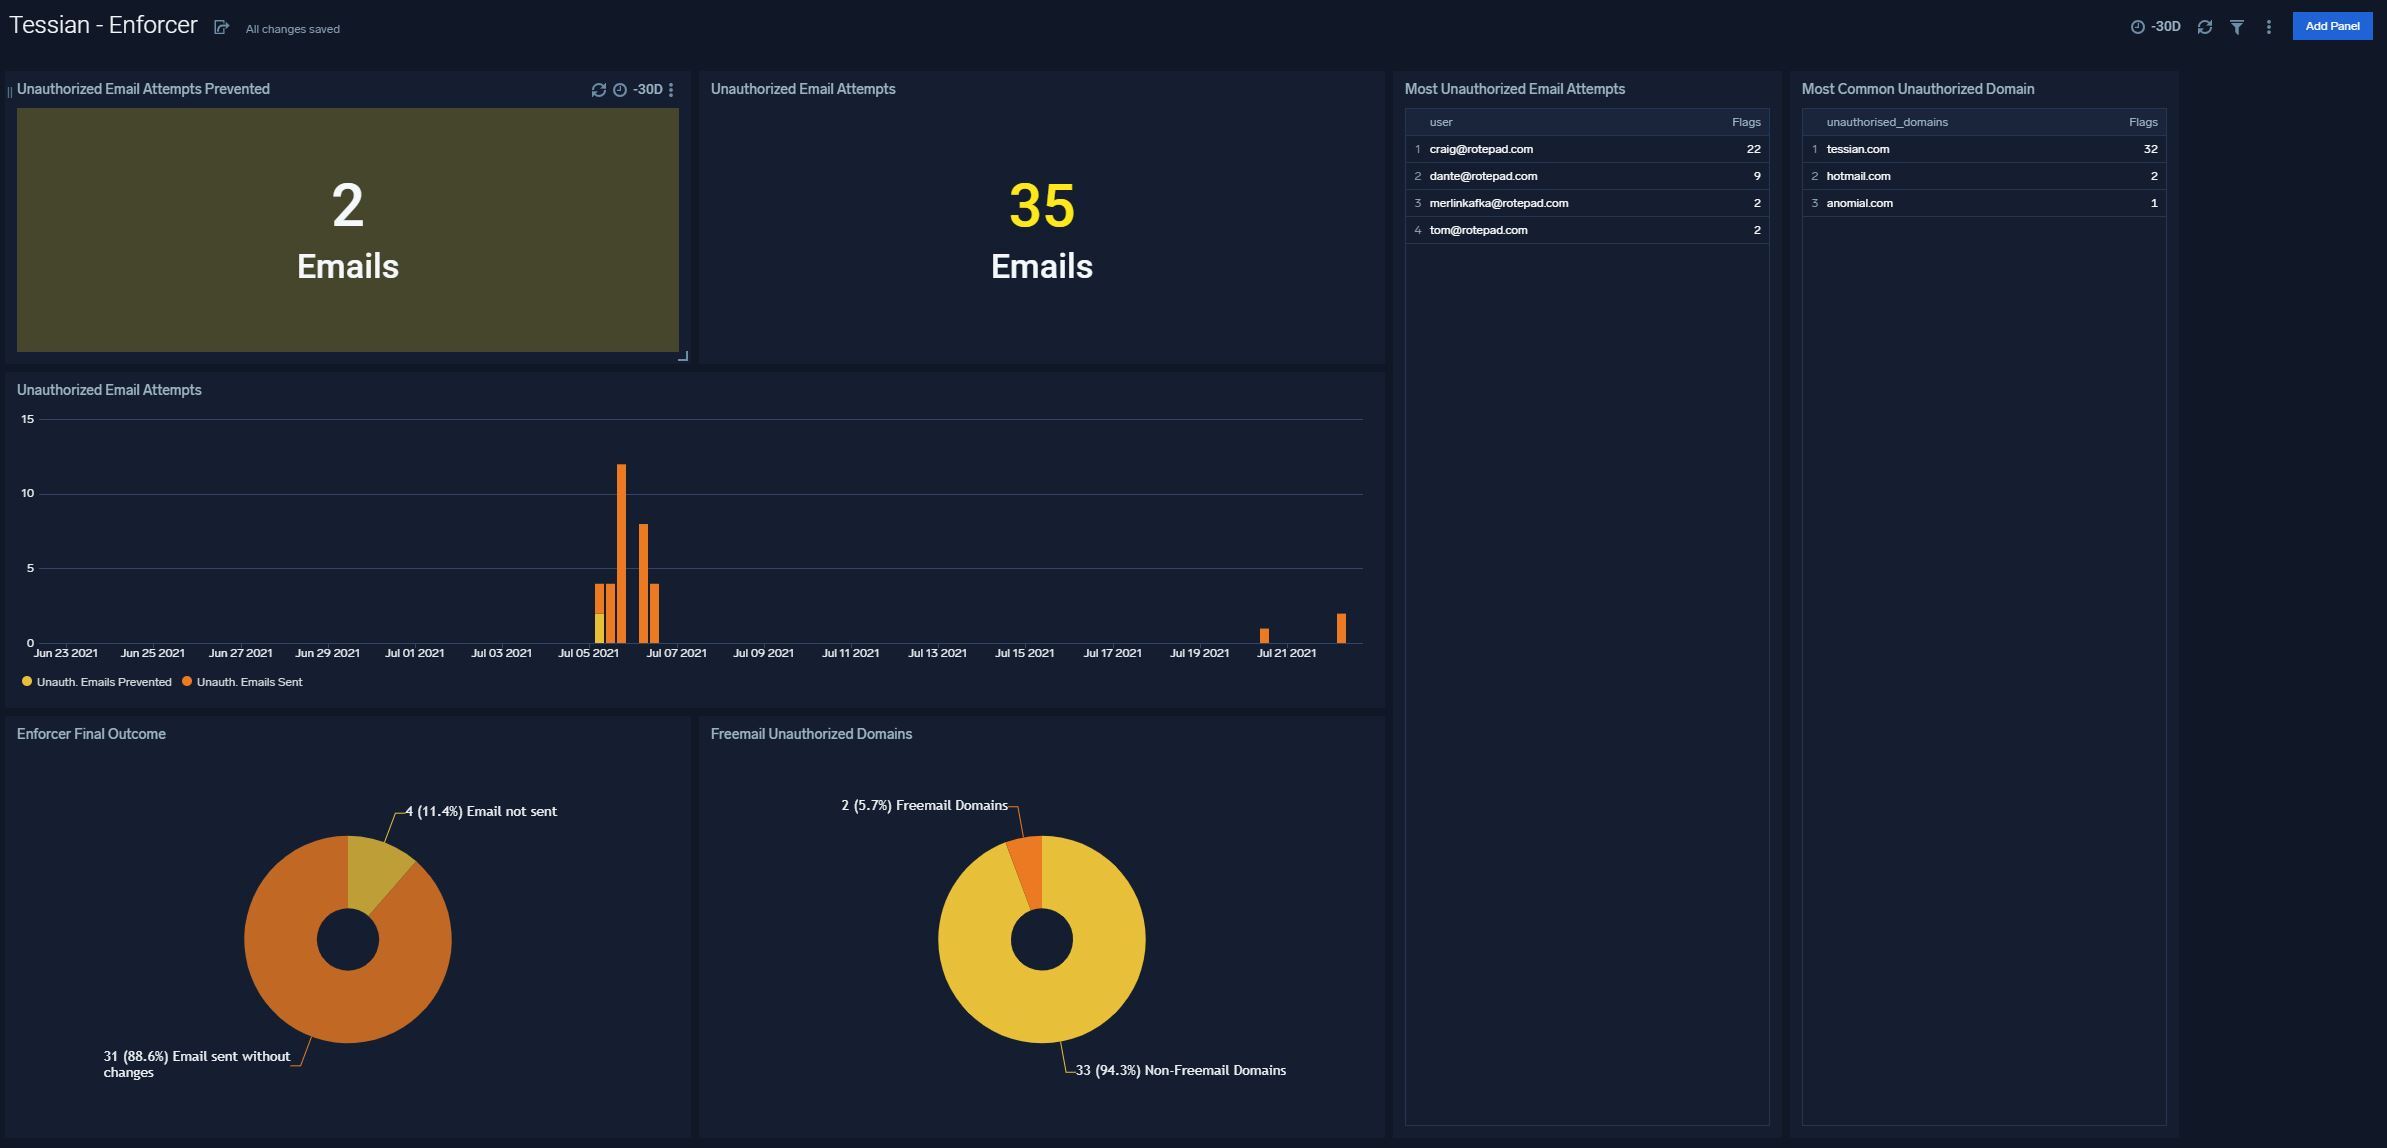 Tessian - Enforcer
All changes saved
-30D
Add Panel
Unauthorized Email Attempts Prevented
-30D
2
Emails
Unauthorized Email Attempts
35
Emails
Most Unauthorized Email Attempts
user Flags
1 craig@rotepad.com 22
2 dante@rotepad.com 9
3 merlinkafka@rotepad.com 2
4 tom@rotepad.com 2
Most Common Unauthorized Domain
unauthorised_domains Flags
1 tessian.com 32
2 hotmail.com 2
3 anomial.com 1
Unauthorized Email Attempts
15
10
5
0
Jun 23 2021 Jun 25 2021 Jun 27 2021 Jun 29 2021 Jul 01 2021 Jul 03 2021 Jul 05 2021 Jul 07 2021 Jul 09 2021 Jul 11 2021 Jul 13 2021 Jul 15 2021 Jul 17 2021 Jul 19 2021 Jul 21 2021
Unauth. Emails Prevented Unauth. Emails Sent
Enforcer Final Outcome
4 (11.4%) Email not sent
31 (88.6%) Email sent without
changes
Freemail Unauthorized Domains
2 (5.7%) Freemail Domains
33 (94.3%) Non-Freemail Domains